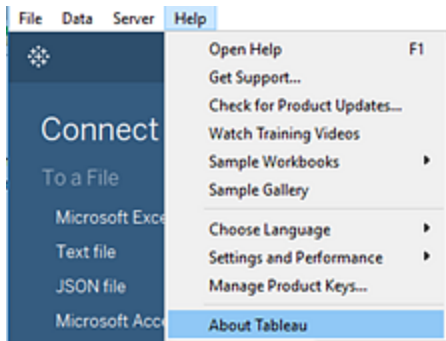 File Data Server Help
Open Help F1
Get Support...
Check for Product Updates...
Connect
Watch Training Videos
Sample Workbooks
To a File
Sample Gallery
Microsoft Exce
Choose Language
Text file
Settings and Performance
JSON file
Manage Product Keys...
Microsoft Acce
About Tableau